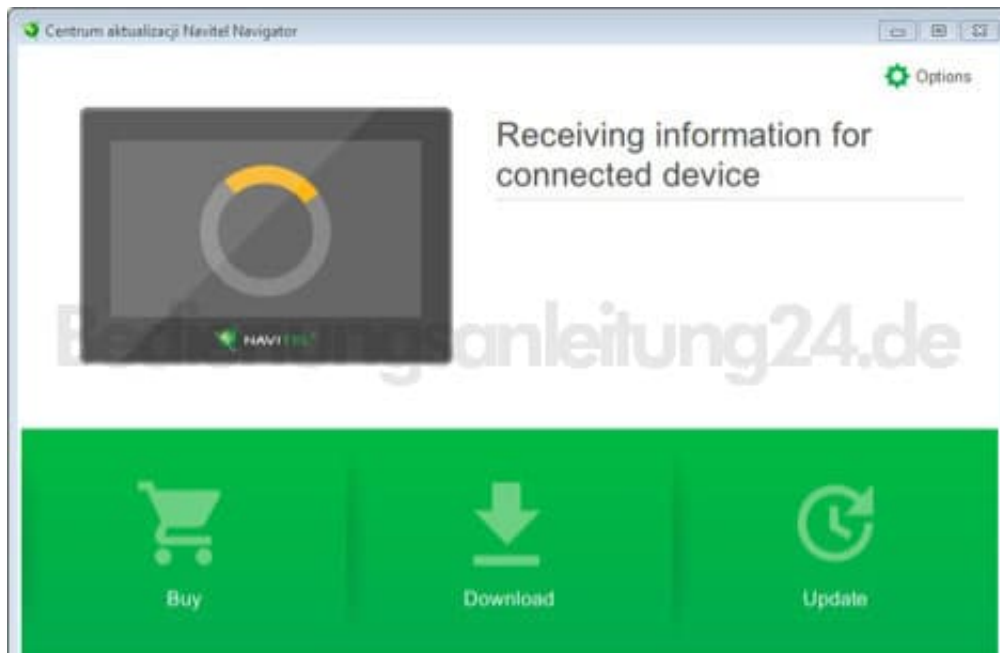 Centrum aktualizacji Navitel Navigator
Options
Receiving information for
connected device
NAVITEL
Bedienungsanleitung24.de
Buy
Download
Update